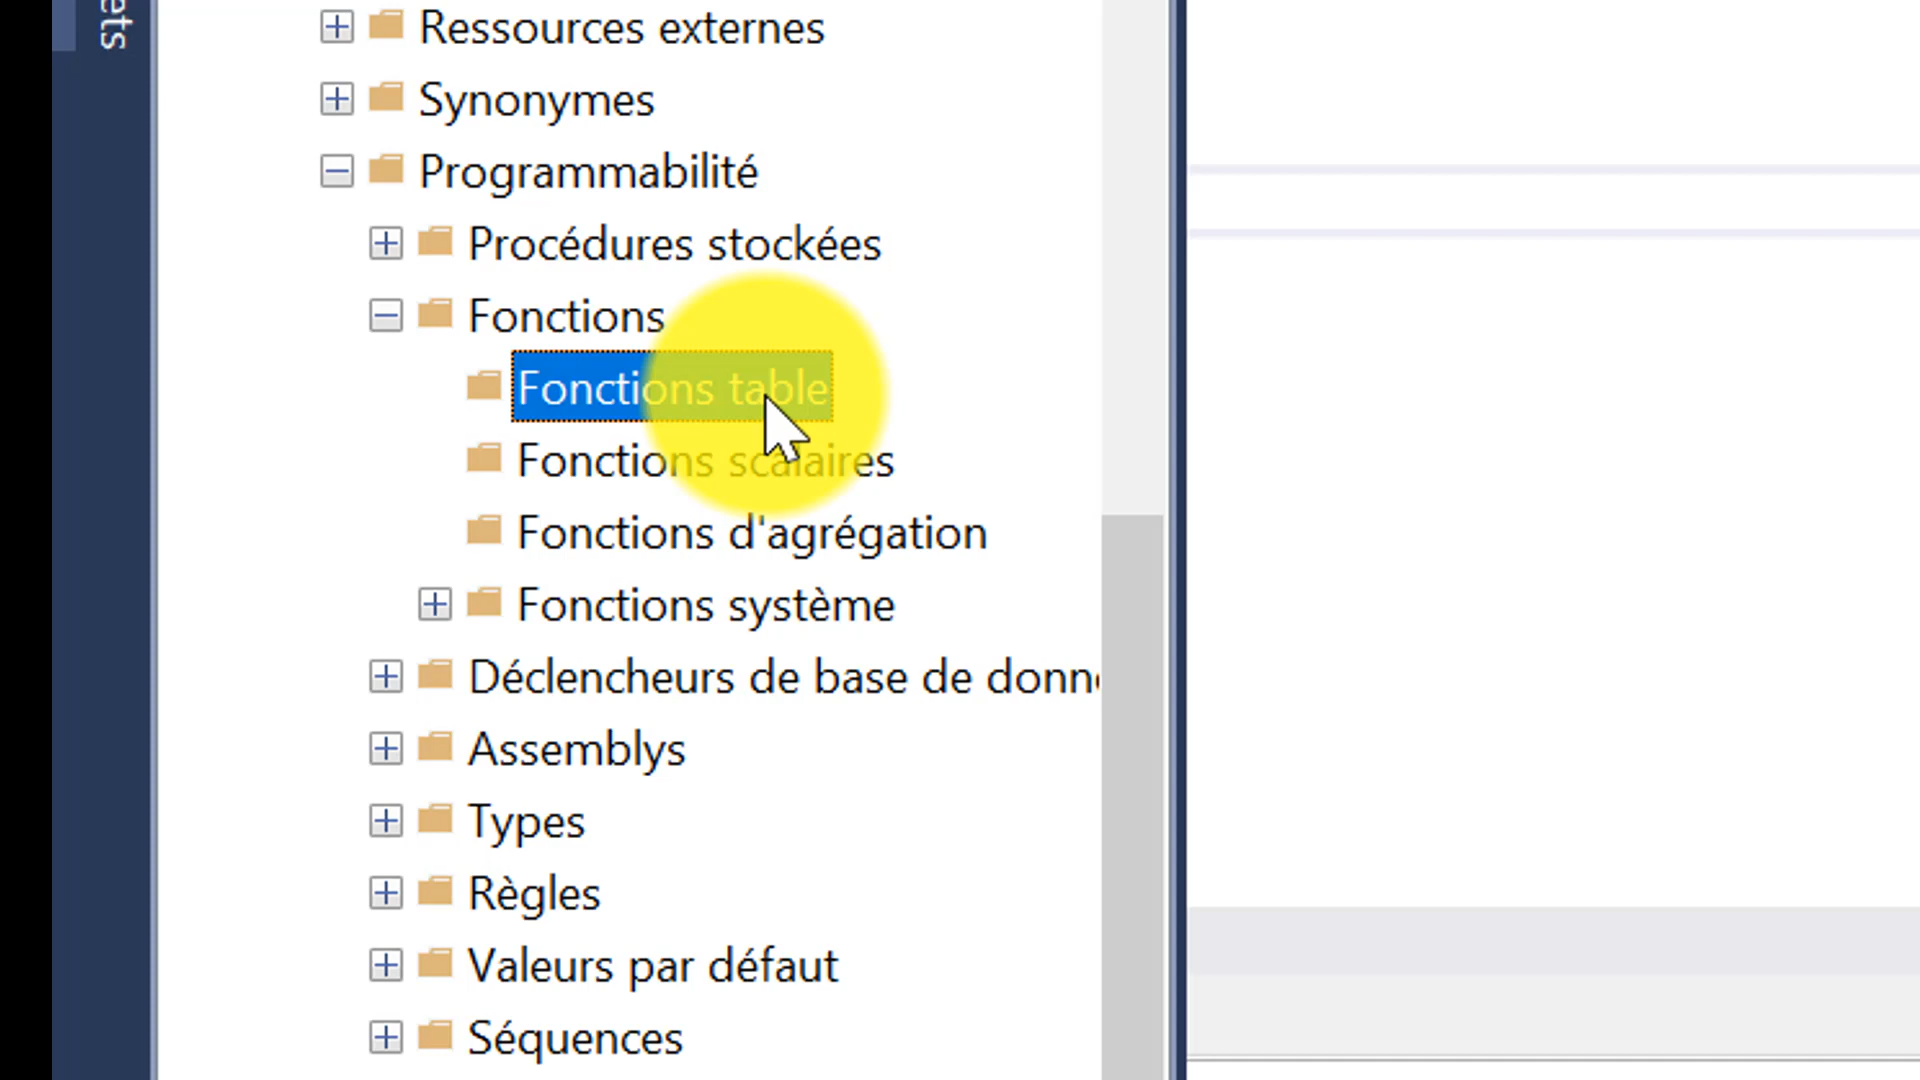 ets
Ressources externes
Synonymes
Programmabilité
Procédures stockées
Fonctions
Fonctions table
Fonctions scalaires
Fonctions d'agrégation
Fonctions système
Déclencheurs de base de donn
Assemblys
Types
Règles
Valeurs par défaut
Séquences